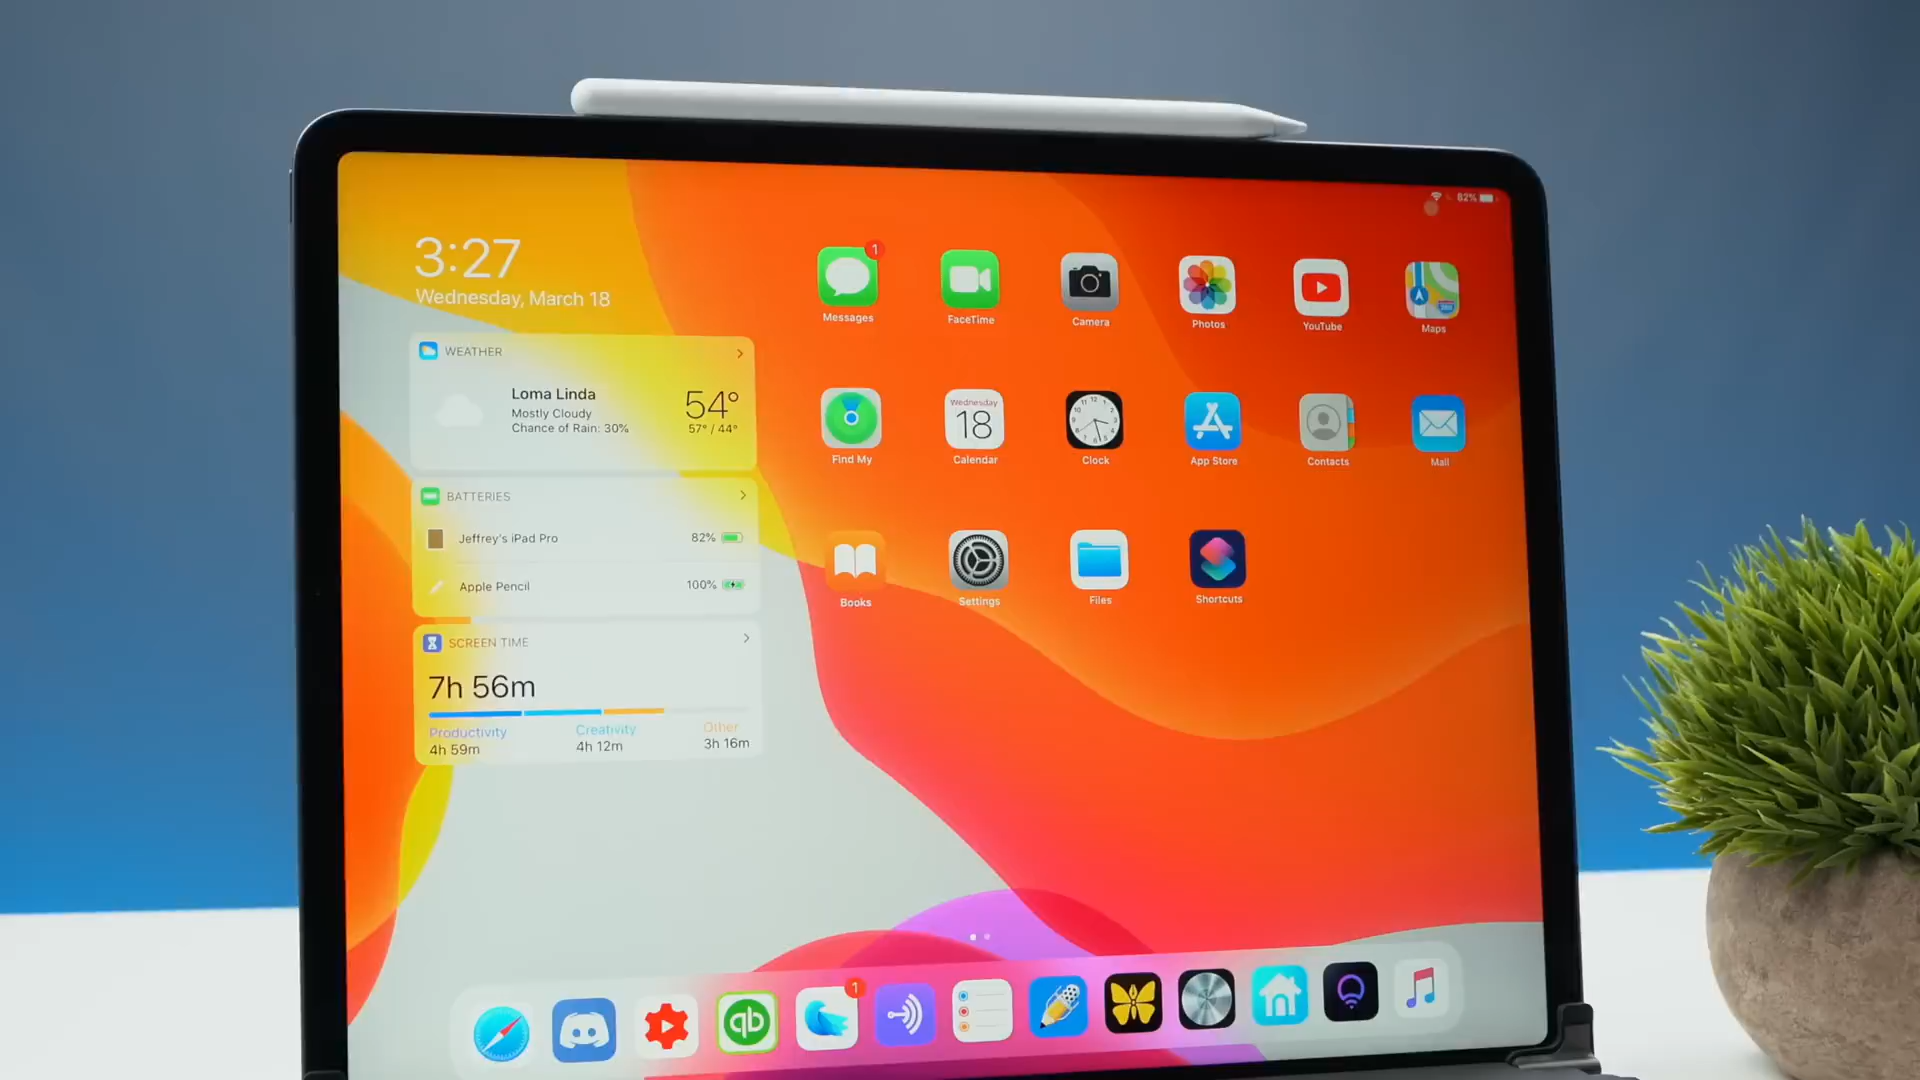 82%
3:27
Wednesday, March 18
WEATHER
Loma Linda
Mostly Cloudy
Chance of Rain: 30%
54°
57° / 44°
BATTERIES
Jeffrey's iPad Pro
82%
Apple Pencil
100%
SCREEN TIME
7h 56m
Productivity
4h 59m
Creativity
4h 12m
Other
3h 16m
1
Messages
FaceTime
Camera
Photos
YouTube
Maps
Find My
Wednesday
18
Calendar
Clock
App Store
Contacts
Mail
Books
Settings
Files
Shortcuts
qb
1